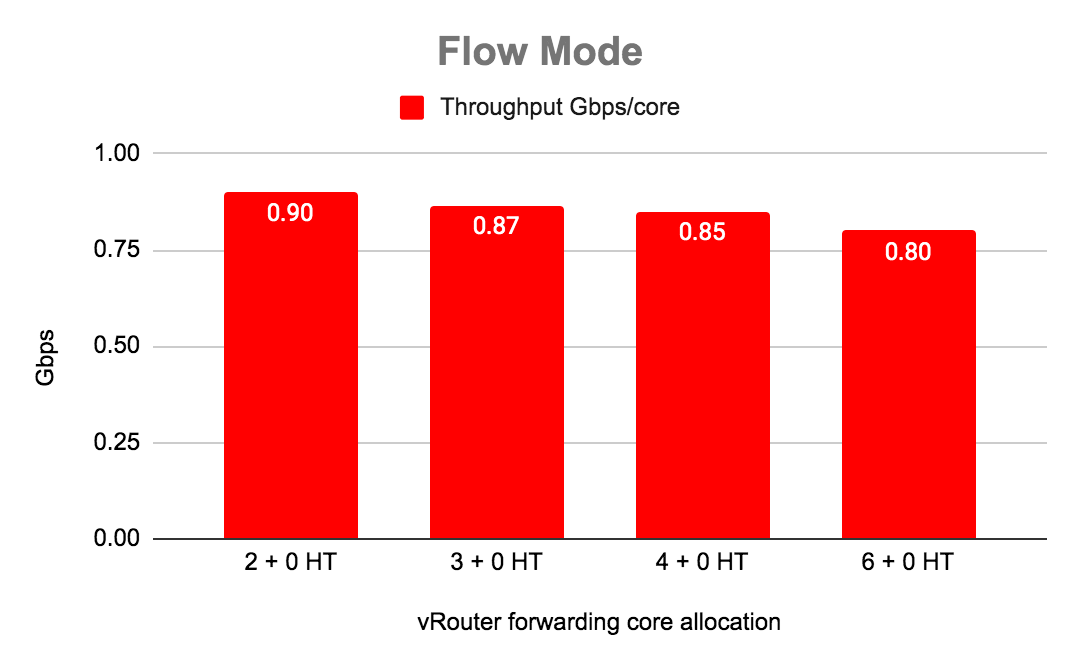 Flow Mode
Throughput Gbps/core
1.00
0.90
0.87
0.85
0.80
0.75
0.50
Gbps
0.25
0.00
2 + 0 HT
3 + 0 HT
4 + 0 HT
6 + 0 HT
vRouter forwarding core allocation